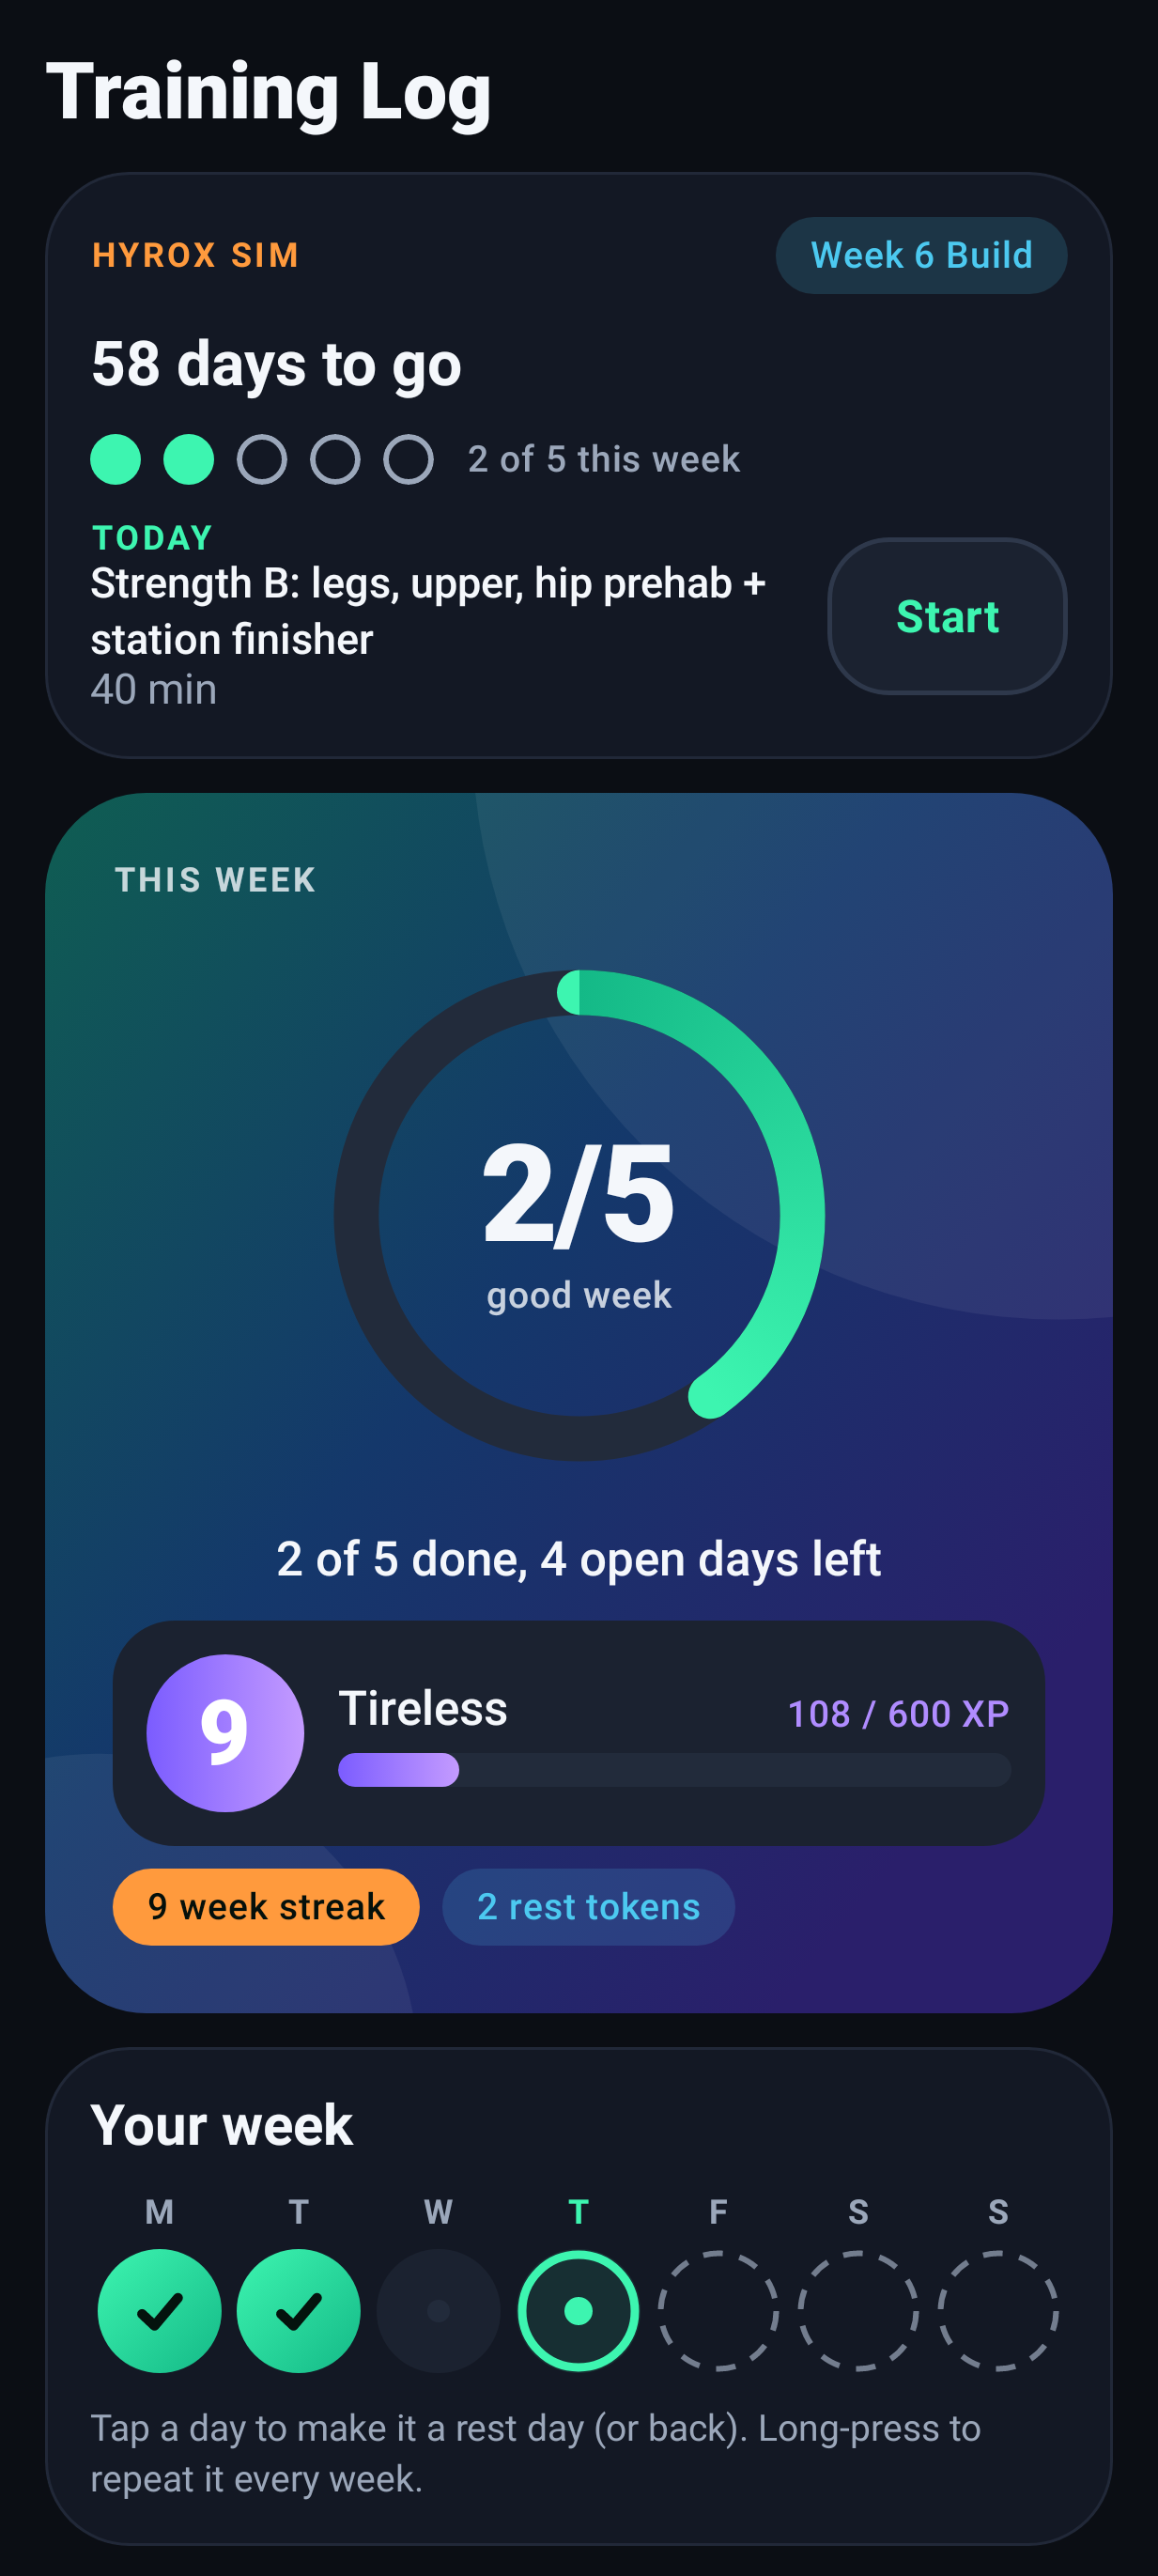 Training Log
HYROX SIM
Week 6 Build
58 days to go
2 of 5 this week
TODAY
Strength B: legs, upper, hip prehab +
station finisher
40 min
Start
THIS WEEK
2/5
good week
2 of 5 done, 4 open days left
9
Tireless
108 / 600 XP
9 week streak
2 rest tokens
Your week
M T W T F S S
Tap a day to make it a rest day (or back). Long-press to
repeat it every week.